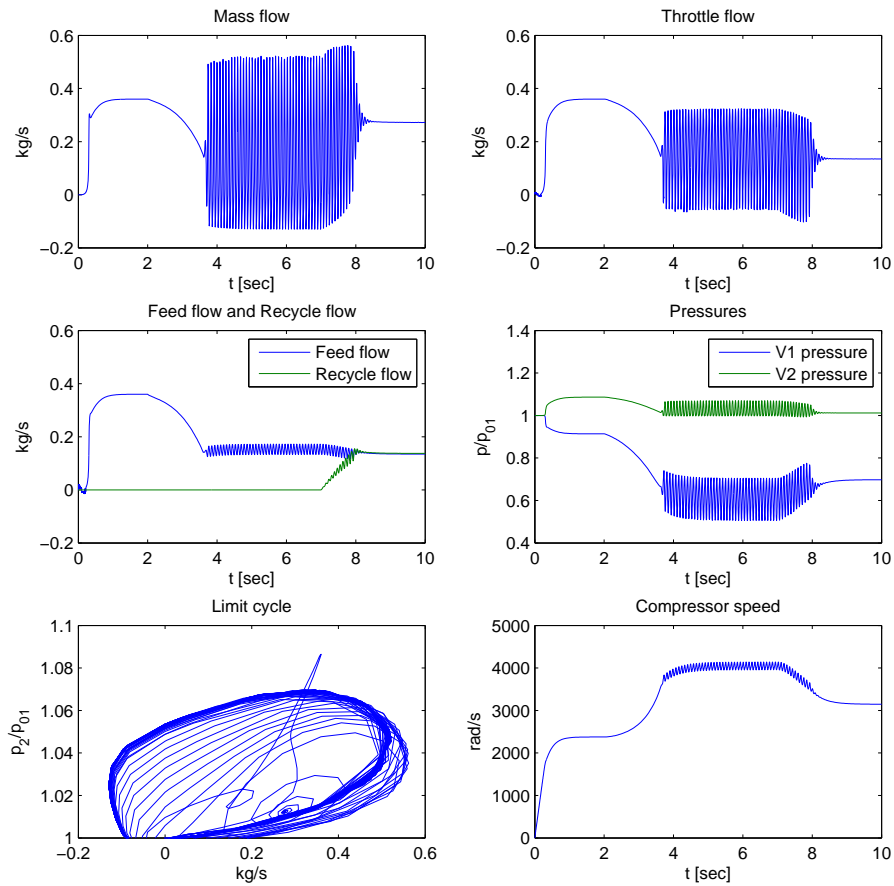 Mass flow
0.6
0.4
0.2
0
−0.2
kg/s
0 2 4 6 8 10
t [sec]
Throttle flow
0.6
0.4
0.2
0
−0.2
kg/s
0 2 4 6 8 10
t [sec]
Feed flow and Recycle flow
0.6
0.4
0.2
0
−0.2
kg/s
Feed flow
Recycle flow
0 2 4 6 8 10
t [sec]
Pressures
1.4
1.2
1
0.8
0.6
0.4
p/p01
V1 pressure
V2 pressure
0 2 4 6 8 10
t [sec]
Limit cycle
1.1
1.08
1.06
1.04
1.02
1
p2/p01
−0.2 0 0.2 0.4 0.6
kg/s
Compressor speed
5000
4000
3000
2000
1000
0
rad/s
0 2 4 6 8 10
t [sec]